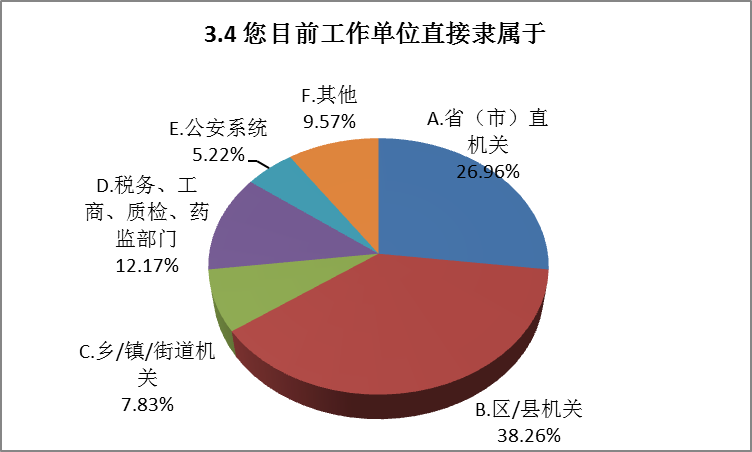 3.4 您目前工作单位直接隶属于
A.省（市）直
机关
26.96%
B.区/县机关
38.26%
C.乡/镇/街道机
关
7.83%
D.税务、工
商、质检、药
监部门
12.17%
E.公安系统
5.22%
F.其他
9.57%